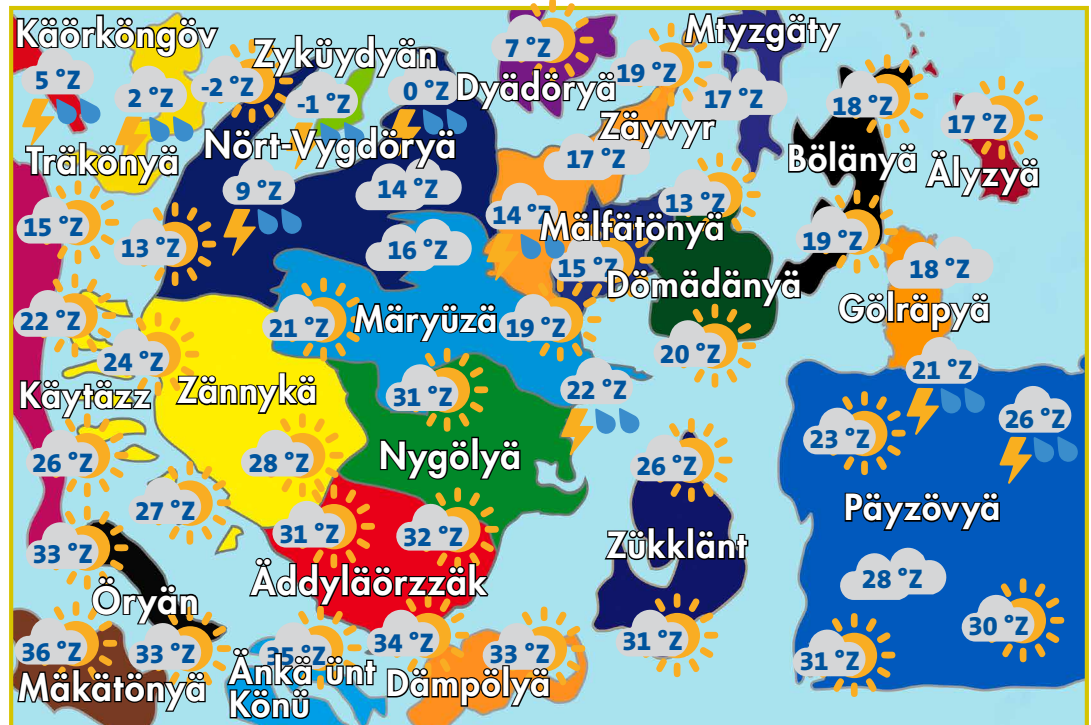 Käörköngöv
Zyküydyän
7 °Z
Mtyzgäty
5 °Z
2 °Z
-2 °Z
-1 °Z
0 °Z
Dyädöryä
19 °Z
17 °Z
18 °Z
17 °Z
Träkönyä
Nört-Vygdöryä
Zäyvyr
17 °Z
Bölänyä
Älyzyä
9 °Z
14 °Z
14 °Z
13 °Z
15 °Z
13 °Z
16 °Z
Mälfätönyä
15 °Z
19 °Z
18 °Z
Dömädänyä
Gölräpyä
22 °Z
21 °Z
Märyüzä
19 °Z
24 °Z
20 °Z
21 °Z
Käytäzz
Zännykä
31 °Z
22 °Z
26 °Z
23 °Z
26 °Z
28 °Z
Nygölyä
26 °Z
27 °Z
Päyzövyä
31 °Z
32 °Z
33 °Z
Zükklänt
Äddyläörzzäk
28 °Z
Öryän
36 °Z
33 °Z
35 °Z
34 °Z
33 °Z
31 °Z
30 °Z
31 °Z
Mäkätönyä
Änkä ünt
Könü
Dämpölyä